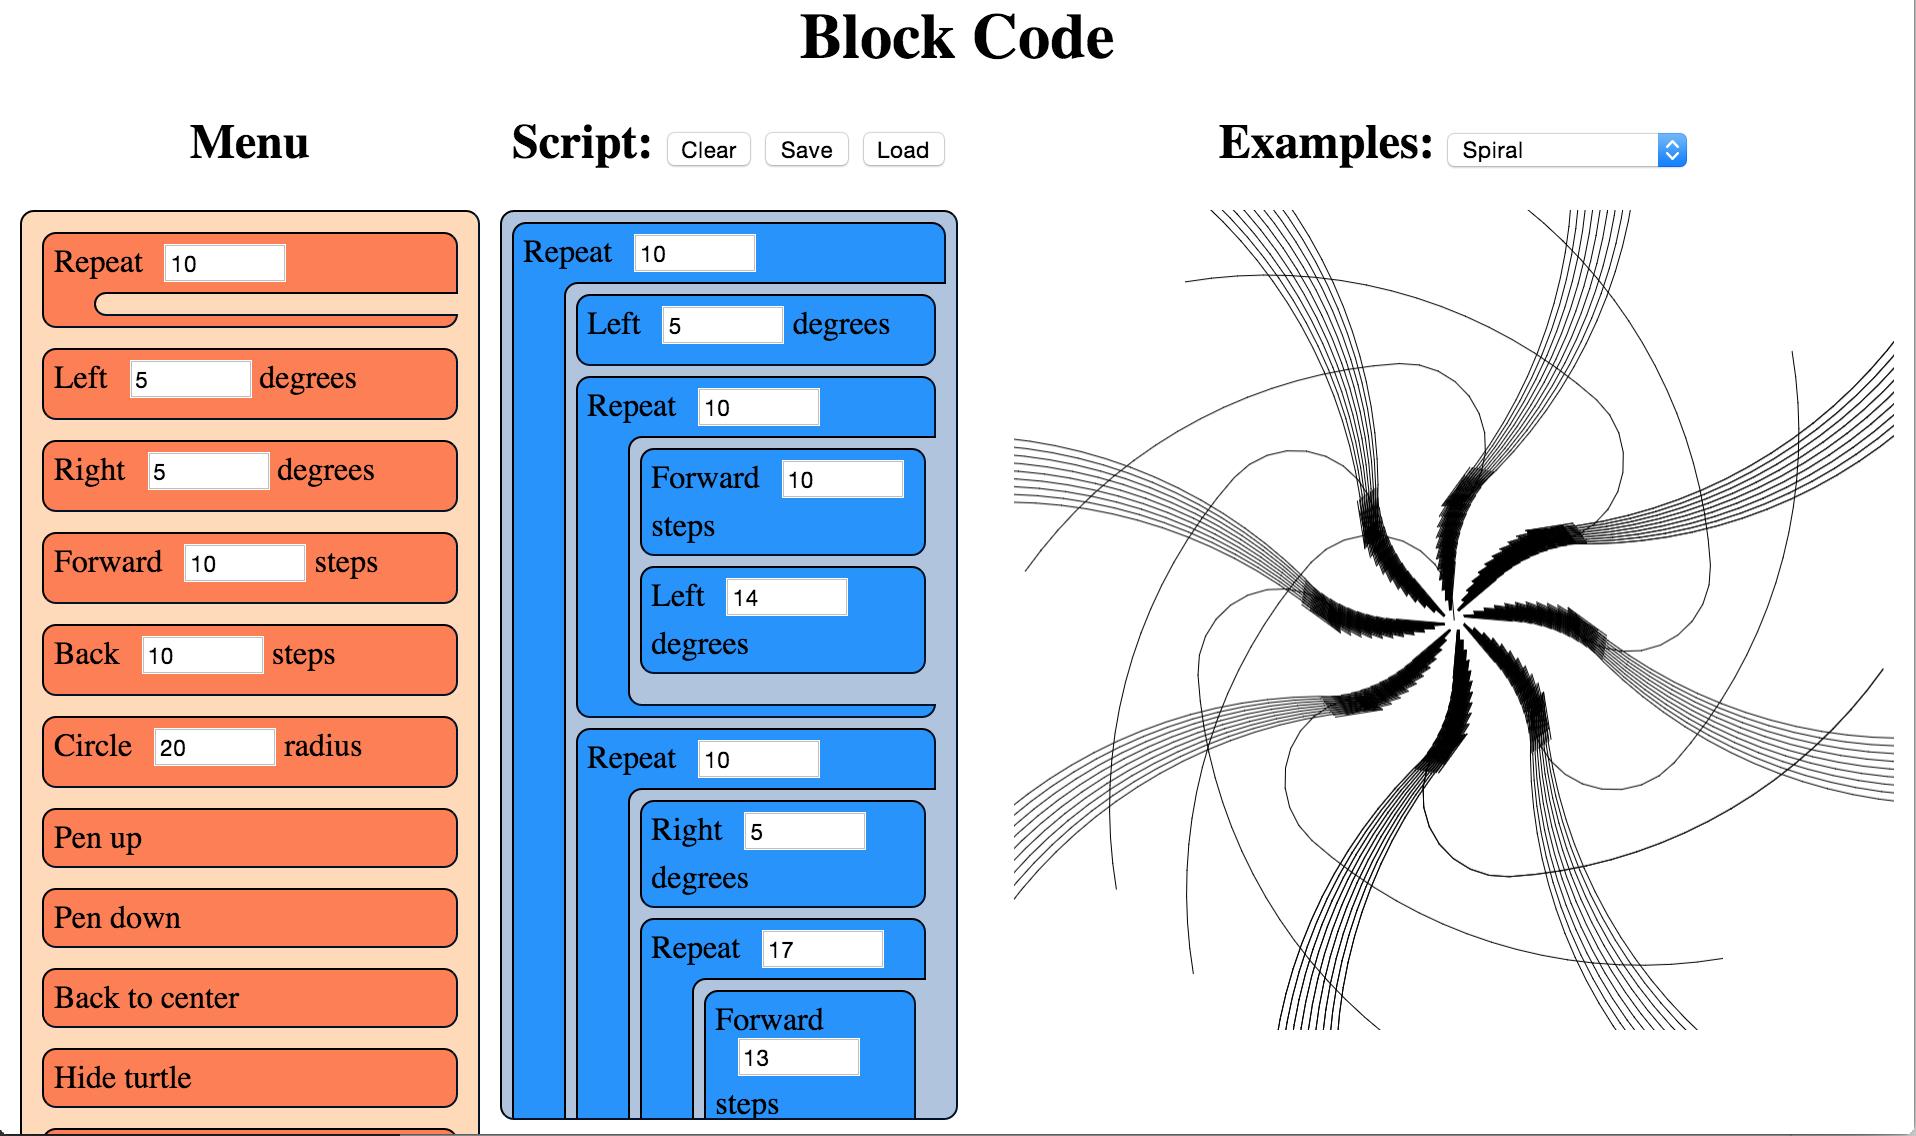 Block Code
Menu
Repeat 10
Left 5 degrees
Right 5 degrees
Forward 10 steps
Back 10 steps
Circle 20 radius
Pen up
Pen down
Back to center
Hide turtle
Script: Clear Save Load
Repeat 10
Left 5 degrees
Repeat 10
Forward 10
steps
Left 14
degrees
Repeat 10
Right 5
degrees
Repeat 17
Forward
13
steps
Examples: Spiral